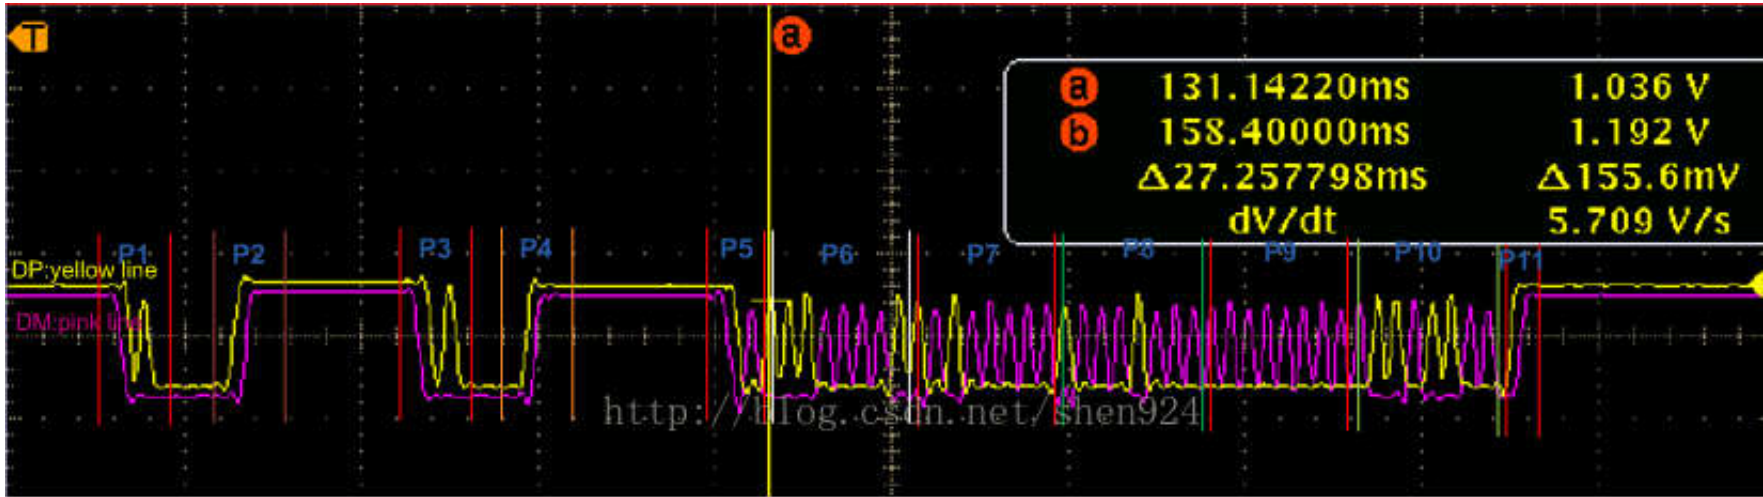 T
a
a 131.14220ms 1.036 V
b 158.40000ms 1.192 V
Δ27.257798ms Δ155.6mV
dV/dt 5.709 V/s
P1 P2 P3 P4 P5 P6 P7 P8 P9 P10 P11
DP:yellow line
DM:pink line
http://blog.csdn.net/shen924